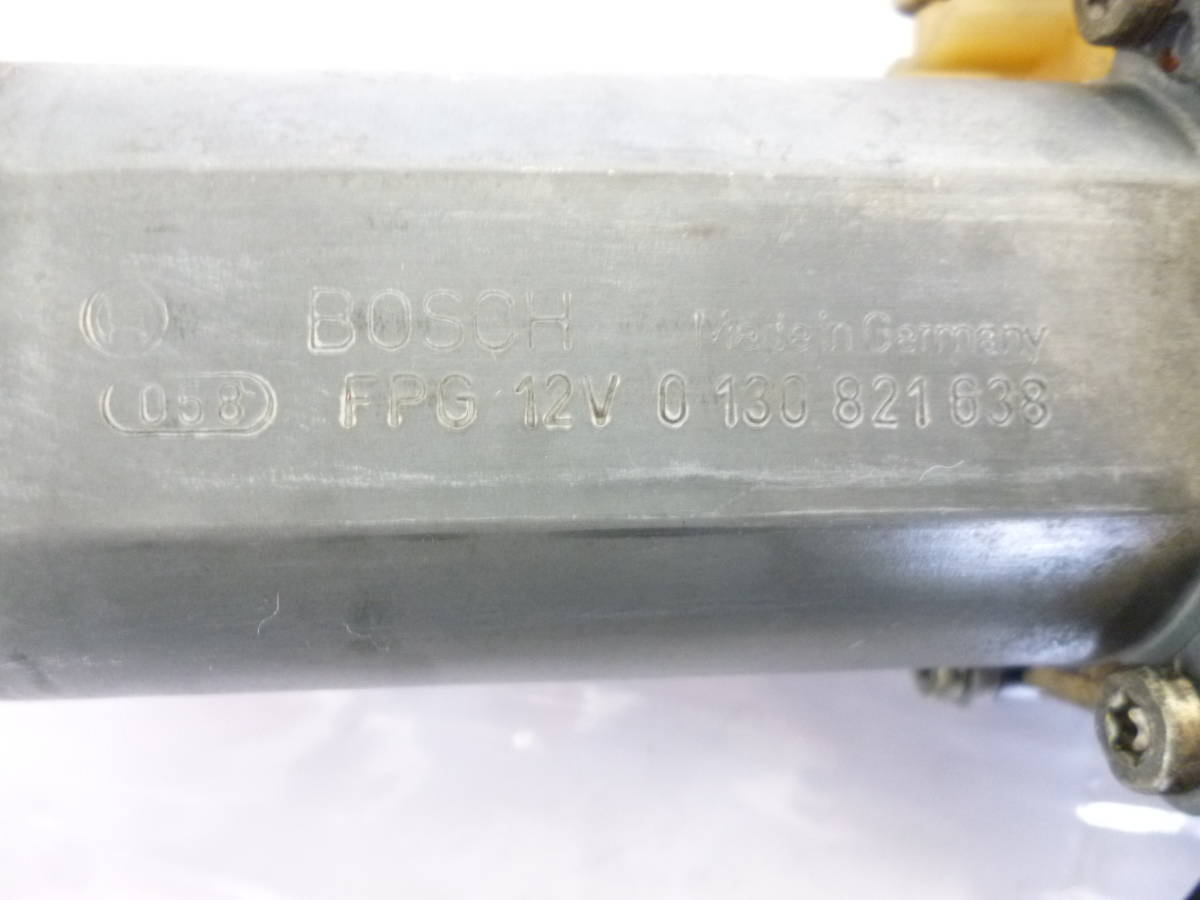 BOSCH Made in Germany
058 FPG 12V 0 130 821 638